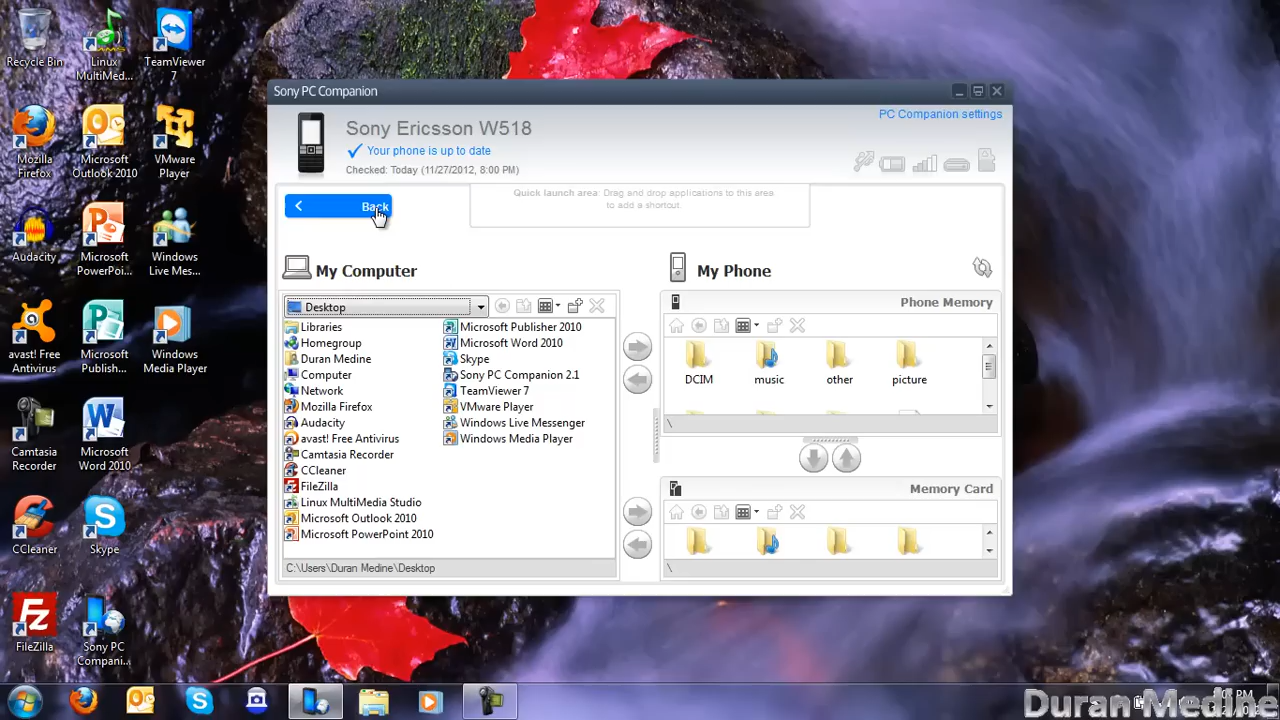 Recycle Bin
Linux
MultiMed...
TeamViewer
7
Mozilla
Firefox
Microsoft
Outlook 2010
VMware
Player
Audacity
Microsoft
PowerPoi...
Windows
Live Mes...
avast! Free
Antivirus
Microsoft
Publish...
Windows
Media Player
Camtasia
Recorder
Microsoft
Word 2010
CCleaner
Skype
FileZilla
Sony PC
Compani...
Sony PC Companion
Sony Ericsson W518
Your phone is up to date
Checked: Today (11/27/2012, 8:00 PM)
PC Companion settings
Back
Quick launch area: Drag and drop applications to this area
to add a shortcut.
My Computer
Desktop
Libraries
Homegroup
Duran Medine
Computer
Network
Mozilla Firefox
Audacity
avast! Free Antivirus
Camtasia Recorder
CCleaner
FileZilla
Linux MultiMedia Studio
Microsoft Outlook 2010
Microsoft PowerPoint 2010
Microsoft Publisher 2010
Microsoft Word 2010
Skype
Sony PC Companion 2.1
TeamViewer 7
VMware Player
Windows Live Messenger
Windows Media Player
C:\Users\Duran Medine\Desktop
My Phone
Phone Memory
DCIM
music
other
picture
\
Memory Card
\
Duran Medine